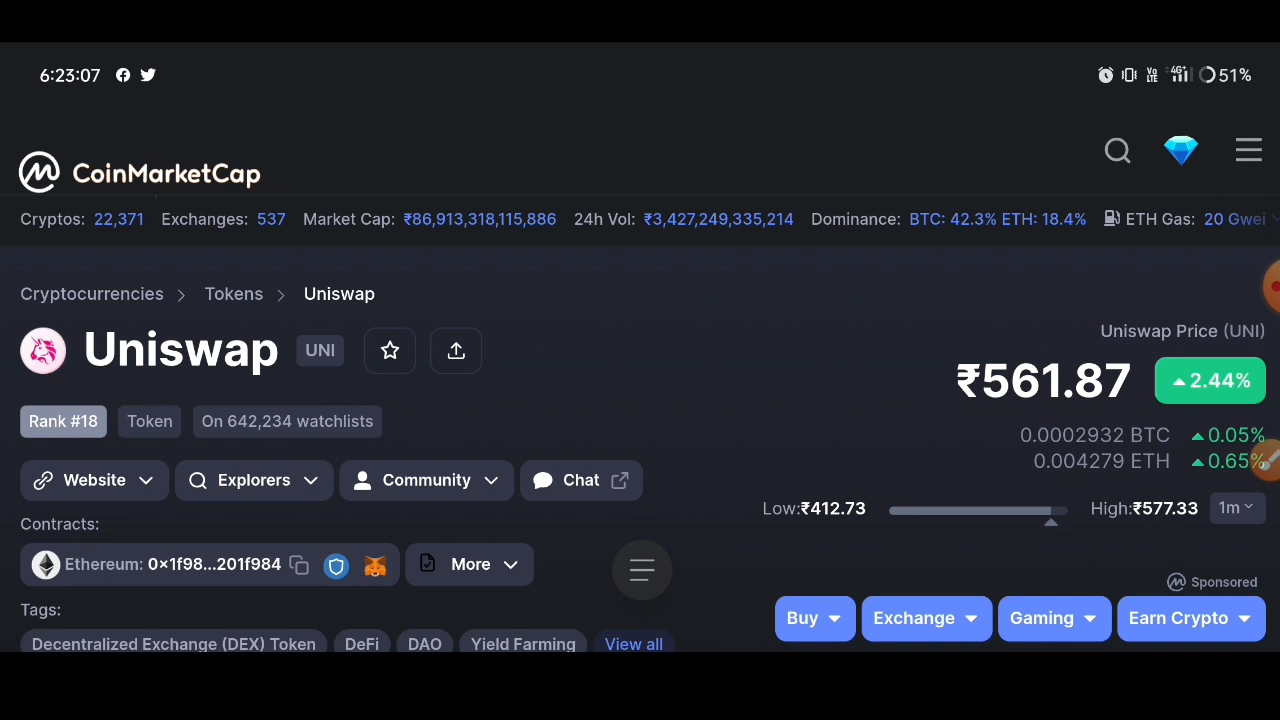 6:23:07 4G+ 51%
CoinMarketCap
Cryptos: 22,371 Exchanges: 537 Market Cap: ₹86,913,318,115,886 24h Vol: ₹3,427,249,335,214 Dominance: BTC: 42.3% ETH: 18.4% ETH Gas: 20 Gwei
Cryptocurrencies > Tokens > Uniswap
Uniswap UNI
Uniswap Price (UNI)
₹561.87 2.44%
Rank #18 Token On 642,234 watchlists
0.0002932 BTC 0.05%
0.004279 ETH 0.65%
Website Explorers Community Chat
Low:₹412.73 High:₹577.33 1m
Contracts:
Ethereum: 0x1f98...201f984 More
Sponsored
Tags:
Buy Exchange Gaming Earn Crypto
Decentralized Exchange (DEX) Token DeFi DAO Yield Farming View all